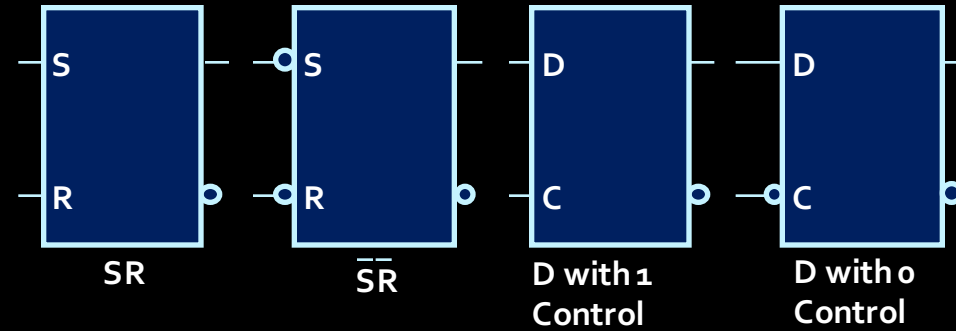 S S D D
R R C C
SR S̅R̅ D with 1 D with 0
Control Control